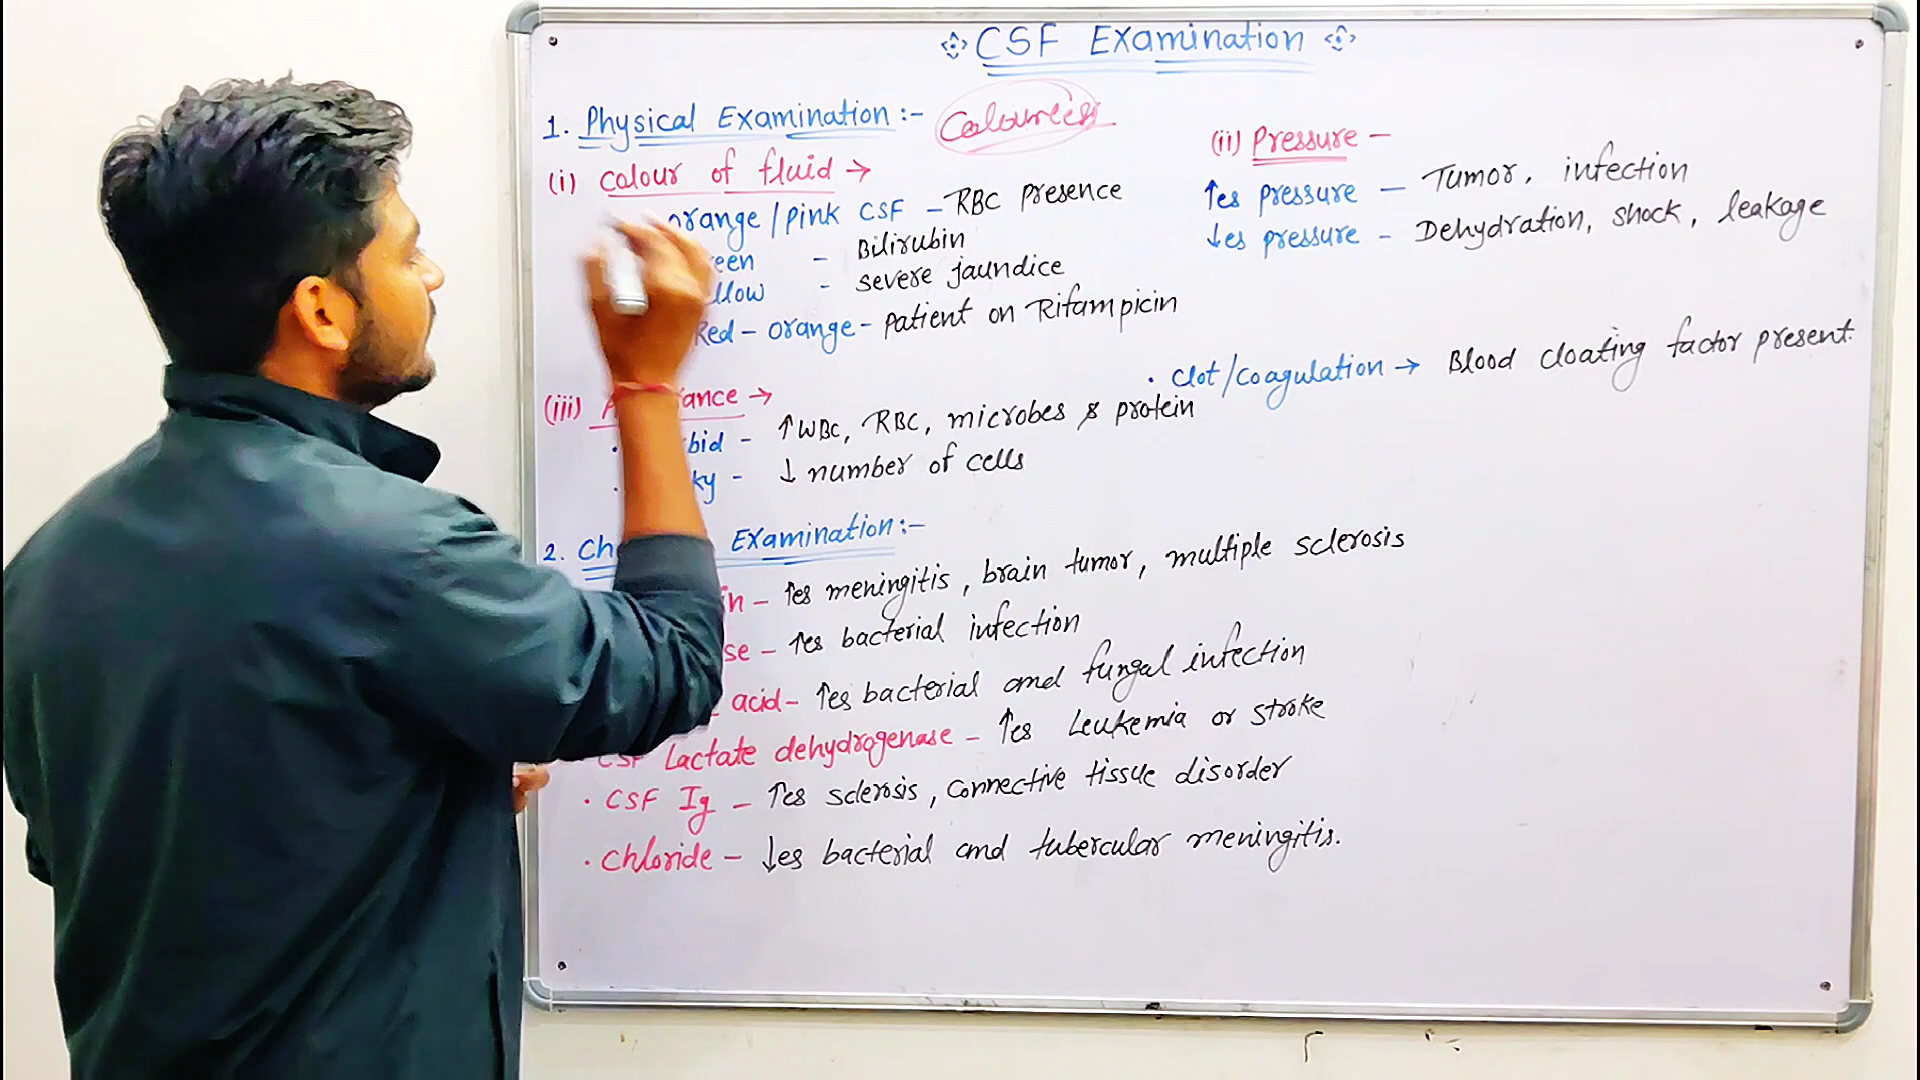 CSF Examination
1. Physical Examination :- Colourless
(i) Colour of fluid →
orange / pink CSF - RBC presence
een - Bilirubin
llow - severe jaundice
Red - orange - patient on Rifampicin
(ii) Pressure -
↑es pressure - Tumor, infection
↓es pressure - Dehydration, shock, leakage
(iii) A ance →
. bid - ↑ WBC, RBC, microbes & protein
. ky - ↓ number of cells
. Clot/coagulation → Blood cloating factor present.
2. Ch Examination :-
in - ↑es meningitis, brain tumor, multiple sclerosis
se - ↑es bacterial infection
acid - ↑es bacterial and fungal infection
CSF Lactate dehydrogenase - ↑es Leukemia or stroke
. CSF Ig - ↑es sclerosis, connective tissue disorder
. Chloride - ↓es bacterial and tubercular meningitis.